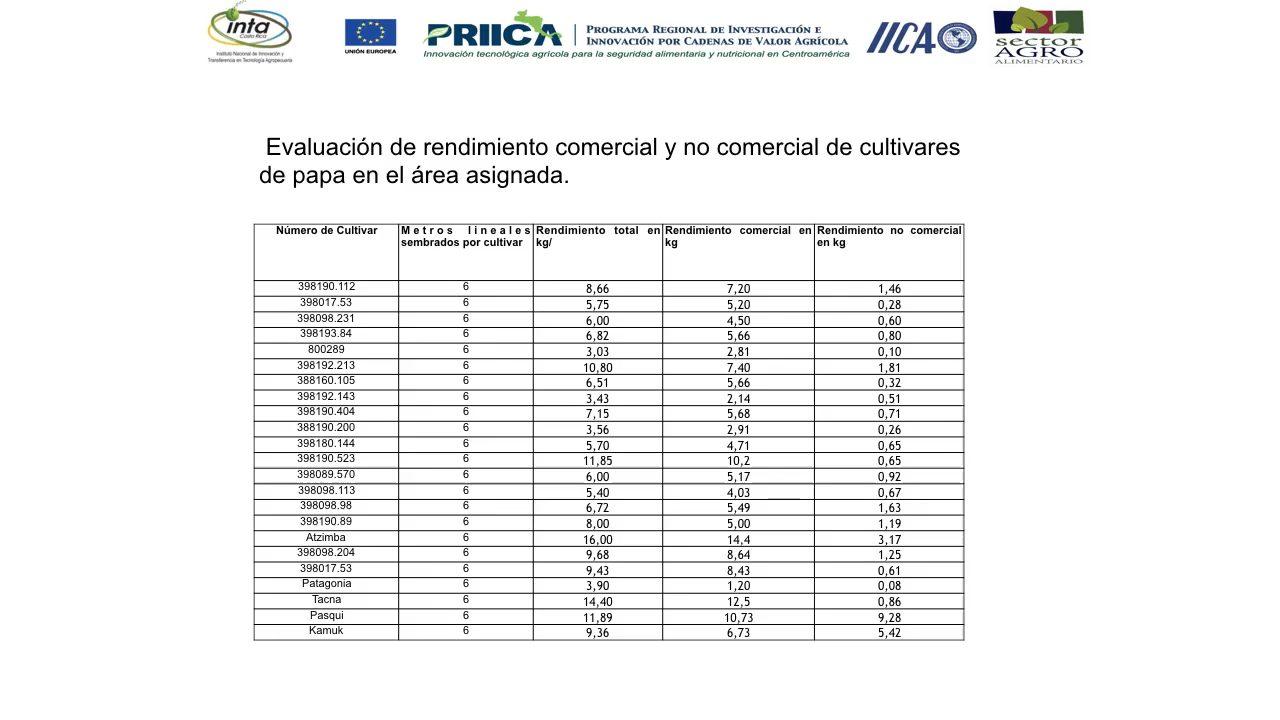 inta
Costa Rica
Instituto Nacional de Innovación y
Transferencia en Tecnología Agropecuaria
UNIÓN EUROPEA
PRIICA
PROGRAMA REGIONAL DE INVESTIGACIÓN E
INNOVACIÓN POR CADENAS DE VALOR AGRÍCOLA
Innovación tecnológica agrícola para la seguridad alimentaria y nutricional en Centroamérica
IICA
sector
AGRO
ALIMENTARIO
Evaluación de rendimiento comercial y no comercial de cultivares
de papa en el área asignada.
Número de Cultivar Metros lineales Rendimiento total en Rendimiento comercial en Rendimiento no comercial
sembrados por cultivar kg/ kg en kg
398190.112 6 8,66 7,20 1,46
398017.53 6 5,75 5,20 0,28
398098.231 6 6,00 4,50 0,60
398193.84 6 6,82 5,66 0,80
800289 6 3,03 2,81 0,10
398192.213 6 10,80 7,40 1,81
388160.105 6 6,51 5,66 0,32
398192.143 6 3,43 2,14 0,51
398190.404 6 7,15 5,68 0,71
388190.200 6 3,56 2,91 0,26
398180.144 6 5,70 4,71 0,65
398190.523 6 11,85 10,2 0,65
398089.570 6 6,00 5,17 0,92
398098.113 6 5,40 4,03 0,67
398098.98 6 6,72 5,49 1,63
398190.89 6 8,00 5,00 1,19
Atzimba 6 16,00 14,4 3,17
398098.204 6 9,68 8,64 1,25
398017.53 6 9,43 8,43 0,61
Patagonia 6 3,90 1,20 0,08
Tacna 6 14,40 12,5 0,86
Pasqui 6 11,89 10,73 9,28
Kamuk 6 9,36 6,73 5,42